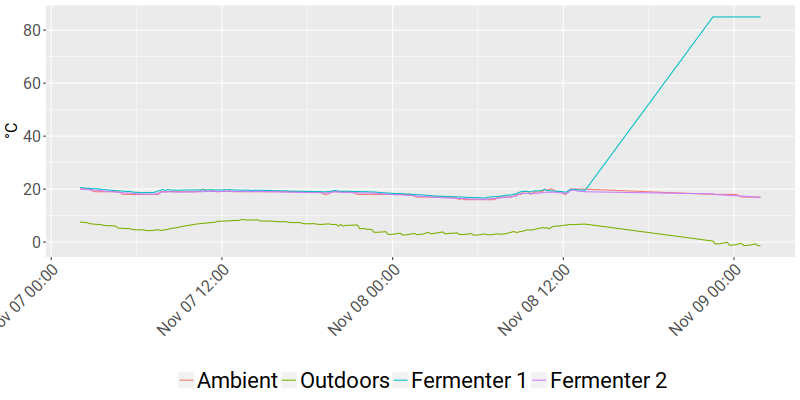 °C
80
60
40
20
0
ov 07 00:00
Nov 07 12:00
Nov 08 00:00
Nov 08 12:00
Nov 09 00:00
Ambient Outdoors Fermenter 1 Fermenter 2